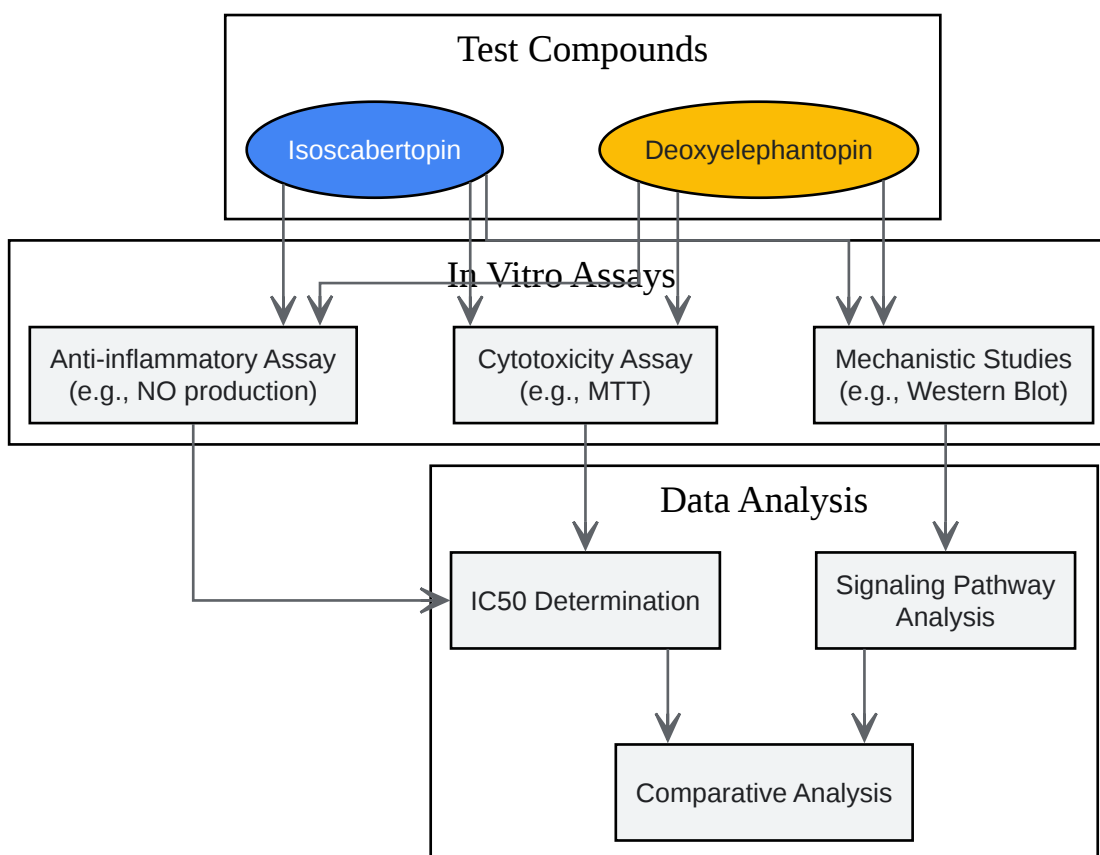 Test Compounds
Isoscabertopin
Deoxyelephantopin
In Vitro Assays
Anti-inflammatory Assay
(e.g., NO production)
Cytotoxicity Assay
(e.g., MTT)
Mechanistic Studies
(e.g., Western Blot)
Data Analysis
IC50 Determination
Signaling Pathway
Analysis
Comparative Analysis